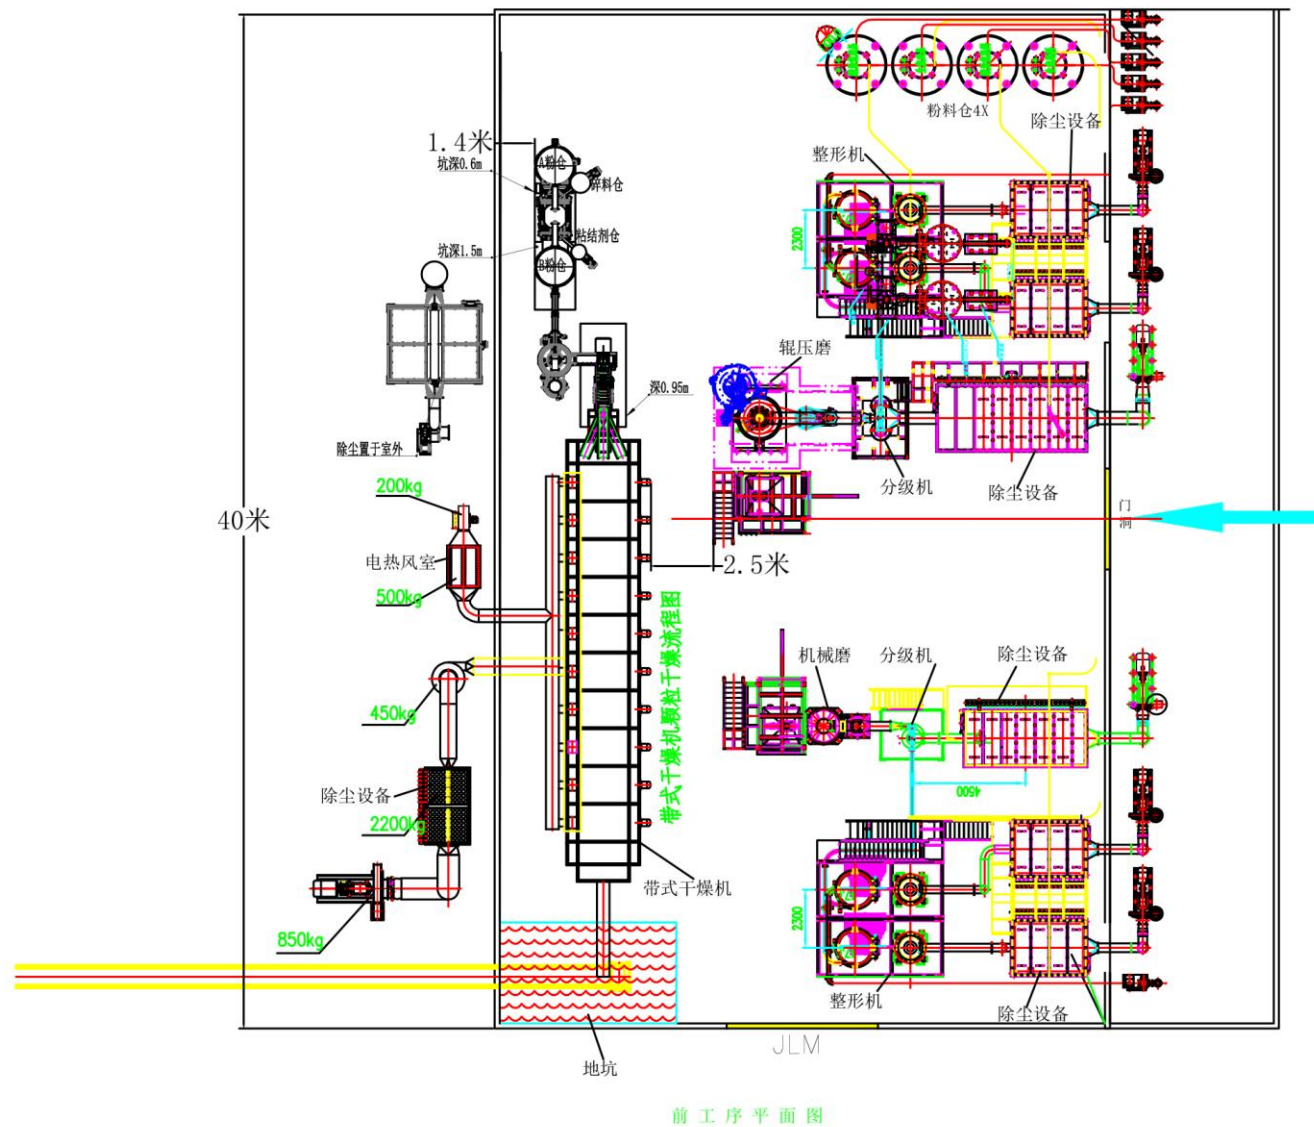 粉料仓4X
除尘设备
整形机
1.4米
坑深0.6m
A粉仓
碎料仓
粘结剂仓
坑深1.5m
B粉仓
2300
辊压磨
深0.95m
除尘置于室外
分级机
除尘设备
200kg
40米
门洞
电热风室
2.5米
500kg
带式干燥机颗粒干燥流程图
机械磨
分级机
除尘设备
450kg
4500
除尘设备
2200kg
带式干燥机
2300
850kg
整形机
除尘设备
JLM
地坑
前工序平面图